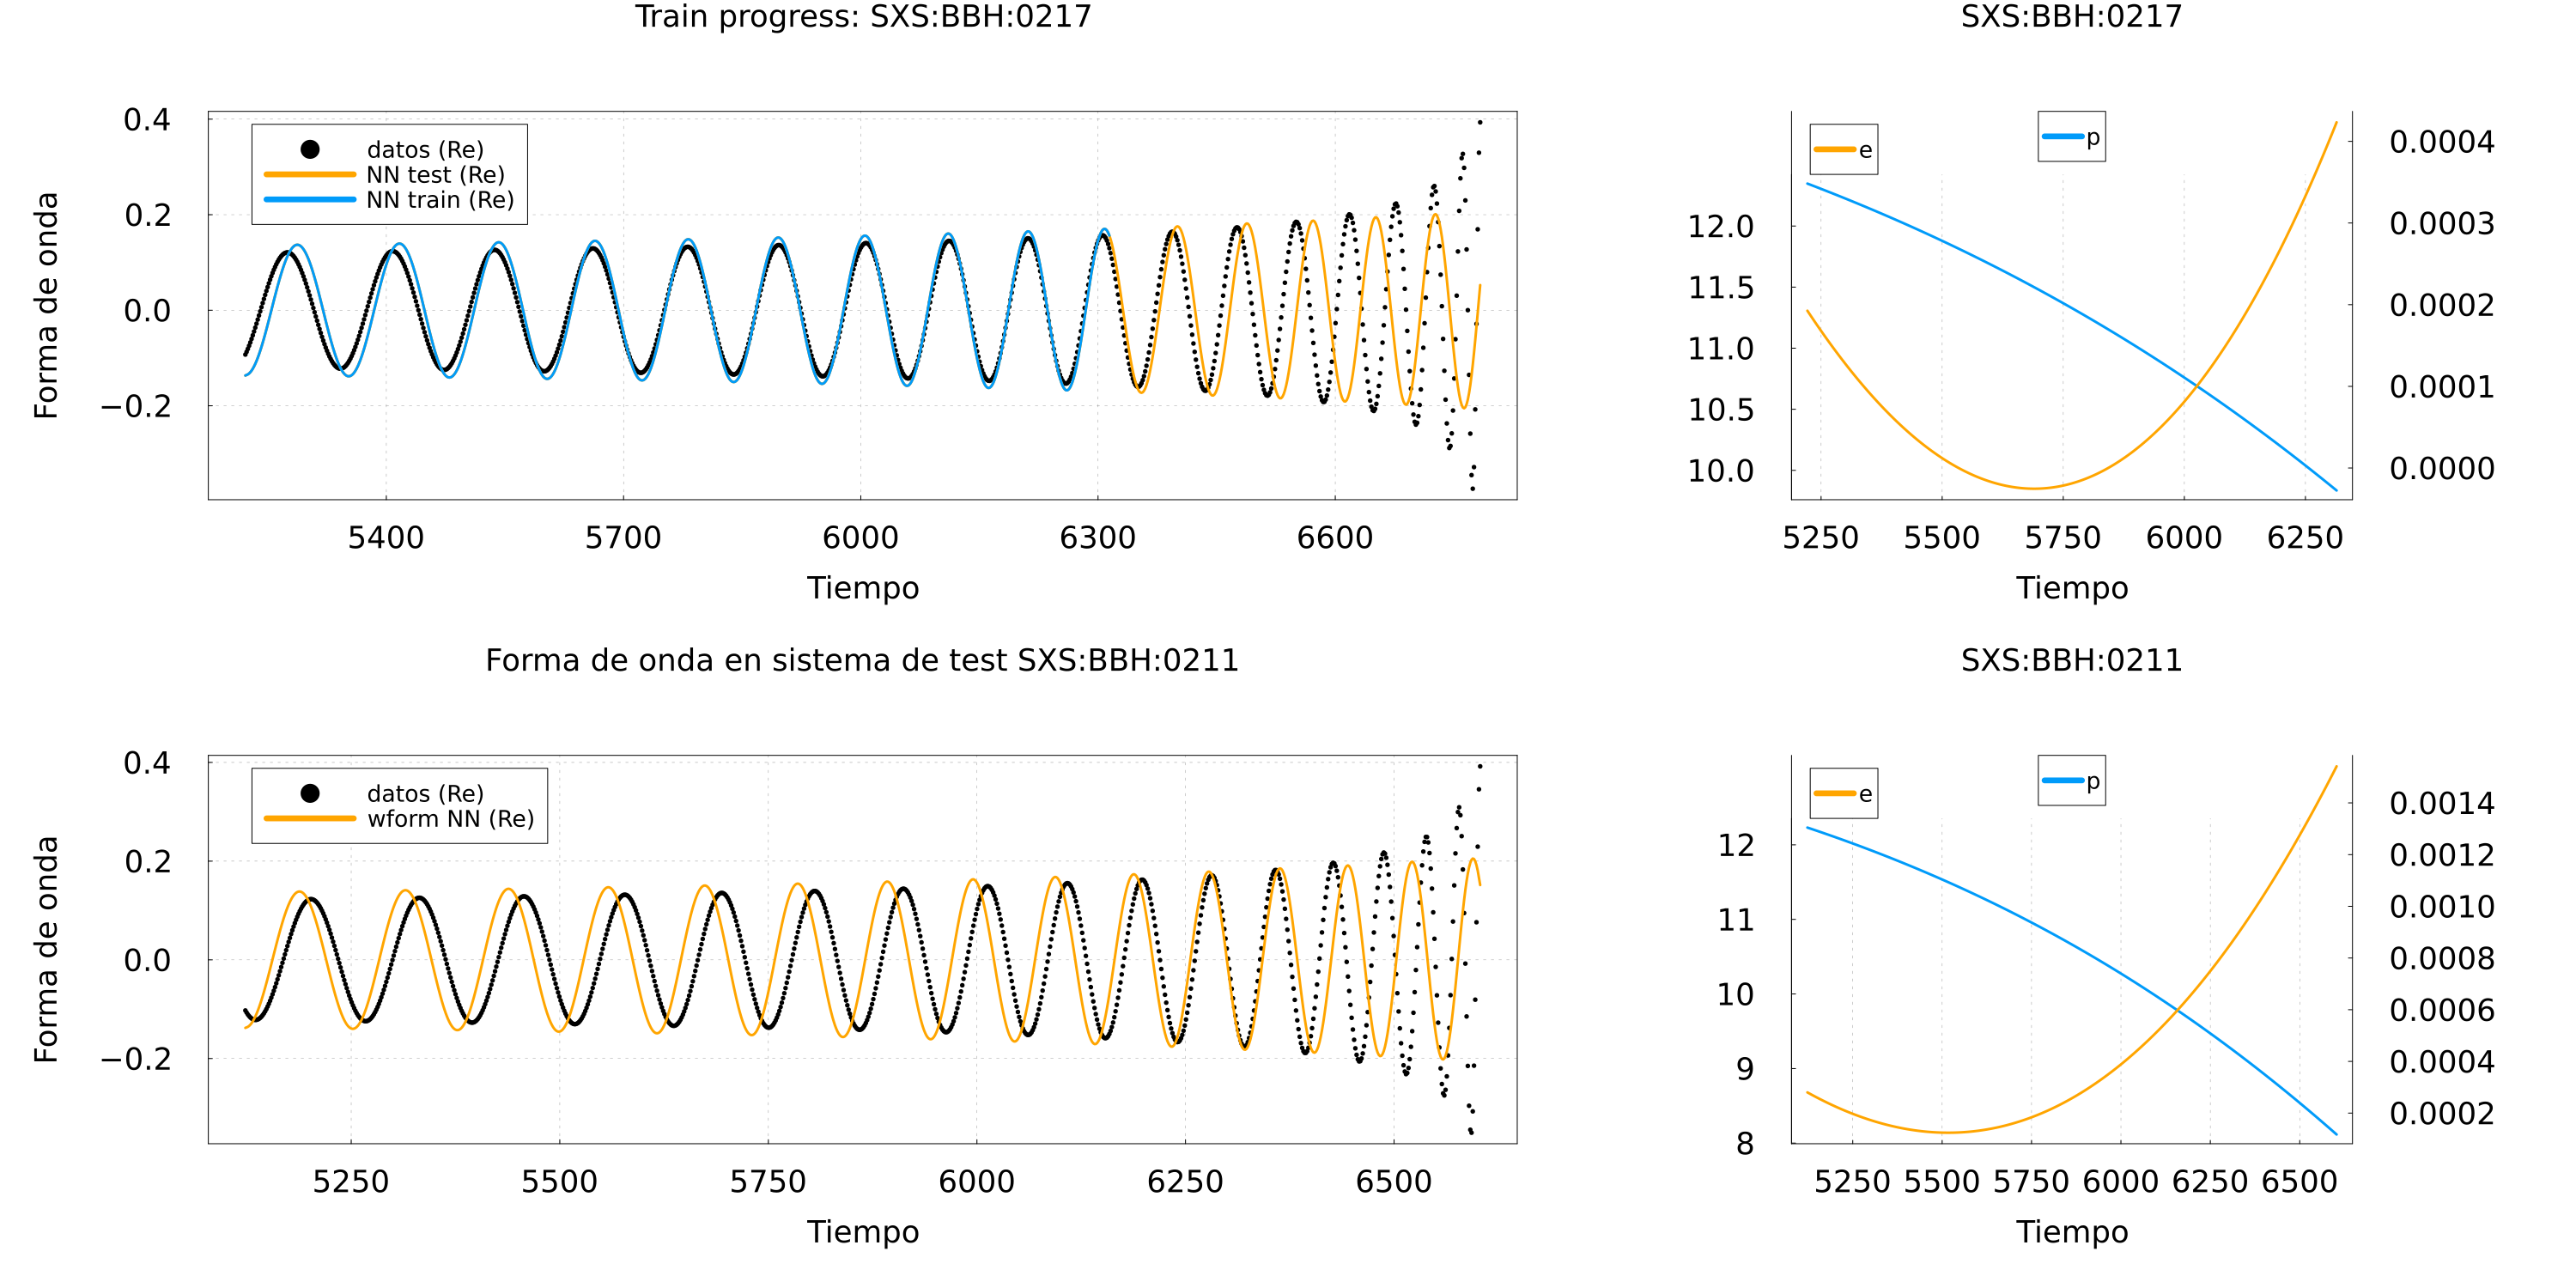 Train progress: SXS:BBH:0217
Forma de onda
0.4
0.2
0.0
−0.2
datos (Re)
NN test (Re)
NN train (Re)
5400 5700 6000 6300 6600
Tiempo
SXS:BBH:0217
e
p
12.0
11.5
11.0
10.5
10.0
0.0004
0.0003
0.0002
0.0001
0.0000
5250 5500 5750 6000 6250
Tiempo
Forma de onda en sistema de test SXS:BBH:0211
Forma de onda
0.4
0.2
0.0
−0.2
datos (Re)
wform NN (Re)
5250 5500 5750 6000 6250 6500
Tiempo
SXS:BBH:0211
e
p
12
11
10
9
8
0.0014
0.0012
0.0010
0.0008
0.0006
0.0004
0.0002
5250 5500 5750 6000 6250 6500
Tiempo